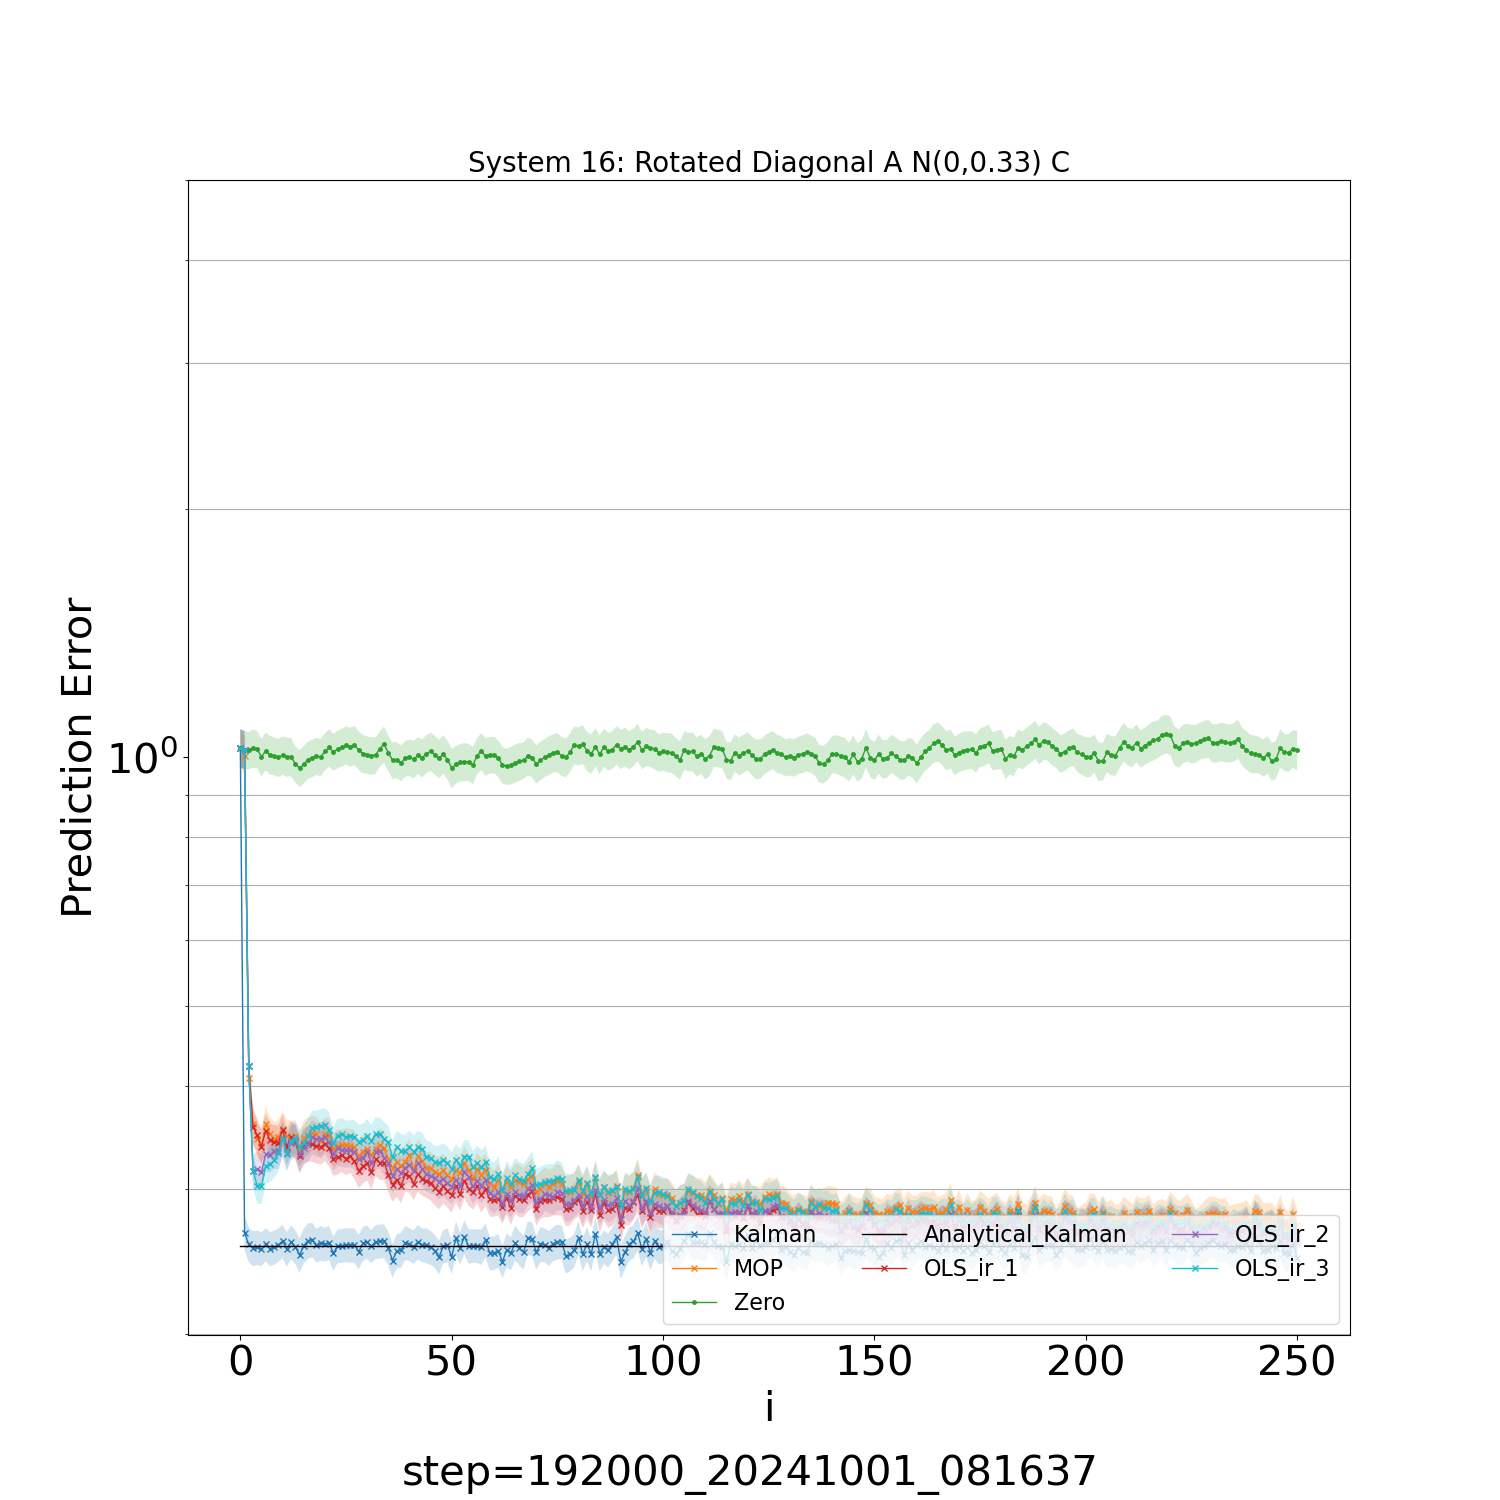 System 16: Rotated Diagonal A N(0,0.33) C
Prediction Error
10⁰
Kalman
MOP
Zero
Analytical_Kalman
OLS_ir_1
OLS_ir_2
OLS_ir_3
0 50 100 150 200 250
i
step=192000_20241001_081637